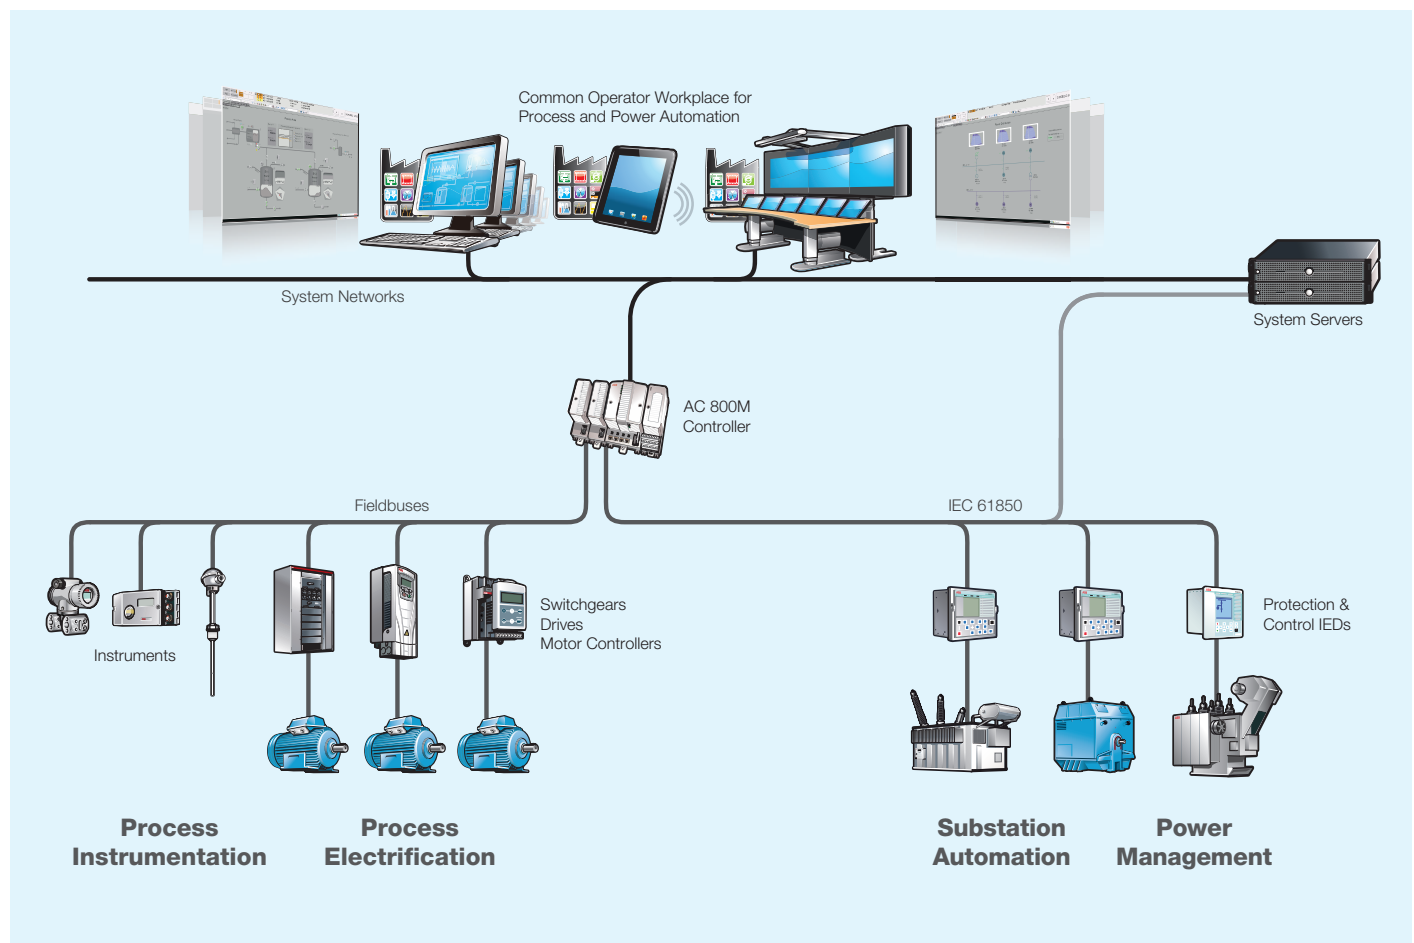 Common Operator Workplace for
Process and Power Automation
System Networks
System Servers
AC 800M
Controller
Fieldbuses
IEC 61850
Instruments
Switchgears
Drives
Motor Controllers
Protection &
Control IEDs
Process
Instrumentation
Process
Electrification
Substation
Automation
Power
Management